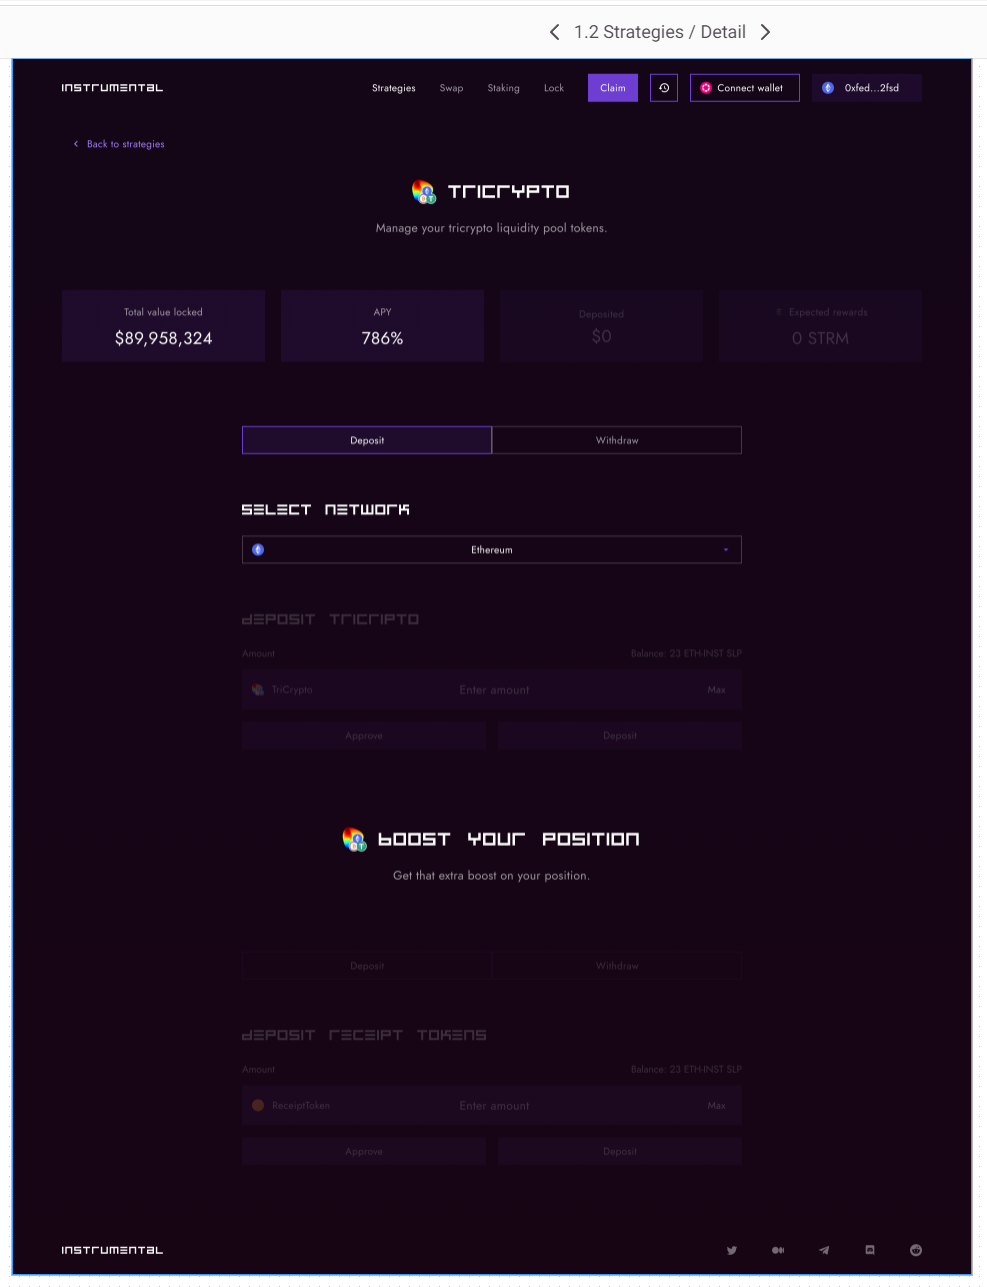 1.2 Strategies / Detail
INSTRUMENTAL
Strategies Swap Staking Lock Claim Connect wallet 0xfed...2fsd
Back to strategies
TRICRYPTO
Manage your tricrypto liquidity pool tokens.
Total value locked APY Deposited Expected rewards
$89,958,324 786% $0 0 STRM
Deposit Withdraw
SELECT NETWORK
Ethereum
DEPOSIT TRICRIPTO
Amount Balance: 23 ETH-INST SLP
TriCrypto Enter amount Max
Approve Deposit
BOOST YOUR POSITION
Get that extra boost on your position.
Deposit Withdraw
DEPOSIT RECEIPT TOKENS
Amount Balance: 23 ETH-INST SLP
ReceiptToken Enter amount Max
Approve Deposit
INSTRUMENTAL